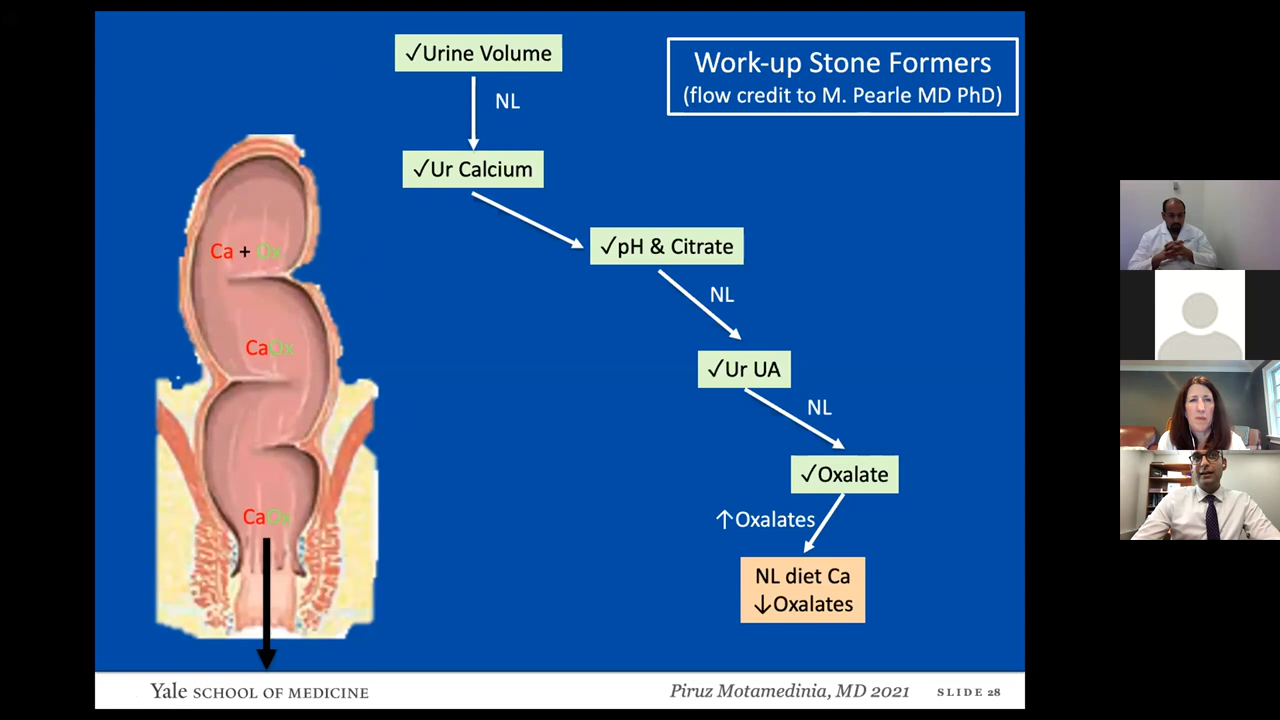 ✓Urine Volume
Work-up Stone Formers
(flow credit to M. Pearle MD PhD)
NL
✓Ur Calcium
✓pH & Citrate
Ca + Ox
NL
CaOx
✓Ur UA
NL
✓Oxalate
CaOx
↑Oxalates
NL diet Ca
↓Oxalates
Yale SCHOOL OF MEDICINE
Piruz Motamedinia, MD 2021
SLIDE 28